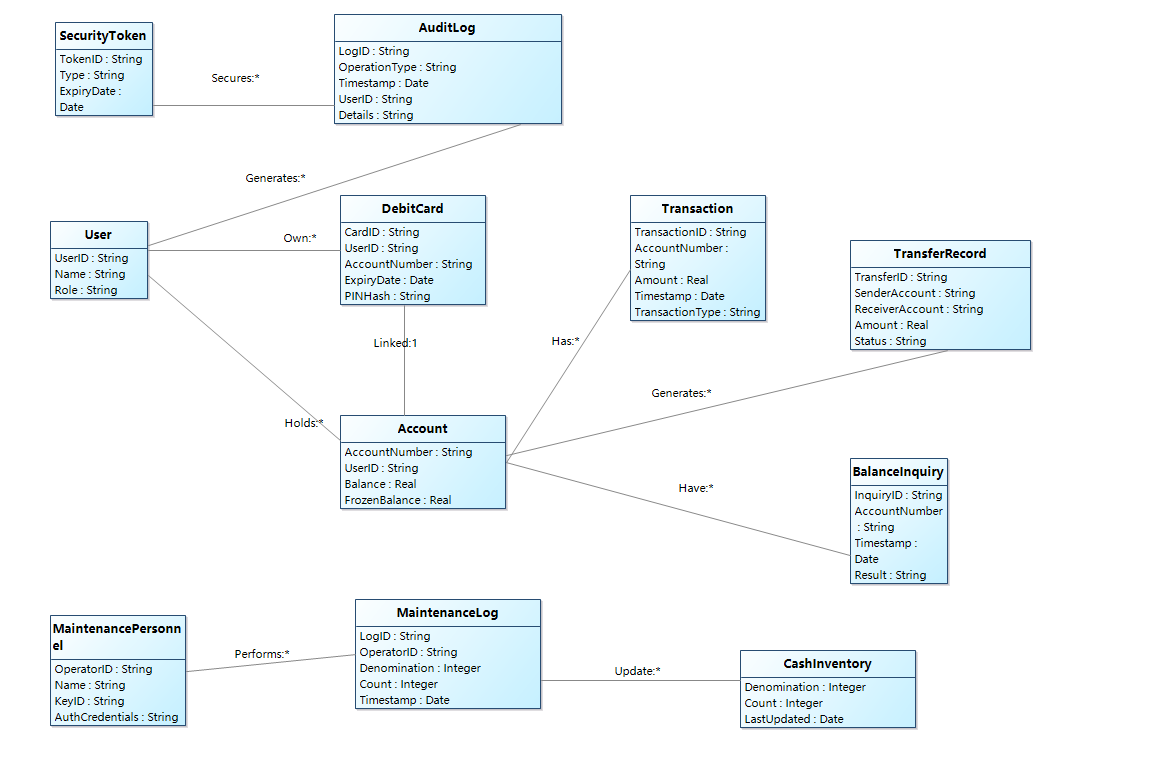 SecurityToken
TokenID : String
Type : String
ExpiryDate :
Date
Secures:*
AuditLog
LogID : String
OperationType : String
Timestamp : Date
UserID : String
Details : String
Generates:*
User
UserID : String
Name : String
Role : String
Own:*
DebitCard
CardID : String
UserID : String
AccountNumber : String
ExpiryDate : Date
PINHash : String
Transaction
TransactionID : String
AccountNumber :
String
Amount : Real
Timestamp : Date
TransactionType : String
TransferRecord
TransferID : String
SenderAccount : String
ReceiverAccount : String
Amount : Real
Status : String
Linked:1
Has:*
Generates:*
Holds:*
Account
AccountNumber : String
UserID : String
Balance : Real
FrozenBalance : Real
Have:*
BalanceInquiry
InquiryID : String
AccountNumber
: String
Timestamp :
Date
Result : String
MaintenancePersonn
el
OperatorID : String
Name : String
KeyID : String
AuthCredentials : String
Performs:*
MaintenanceLog
LogID : String
OperatorID : String
Denomination : Integer
Count : Integer
Timestamp : Date
Update:*
CashInventory
Denomination : Integer
Count : Integer
LastUpdated : Date